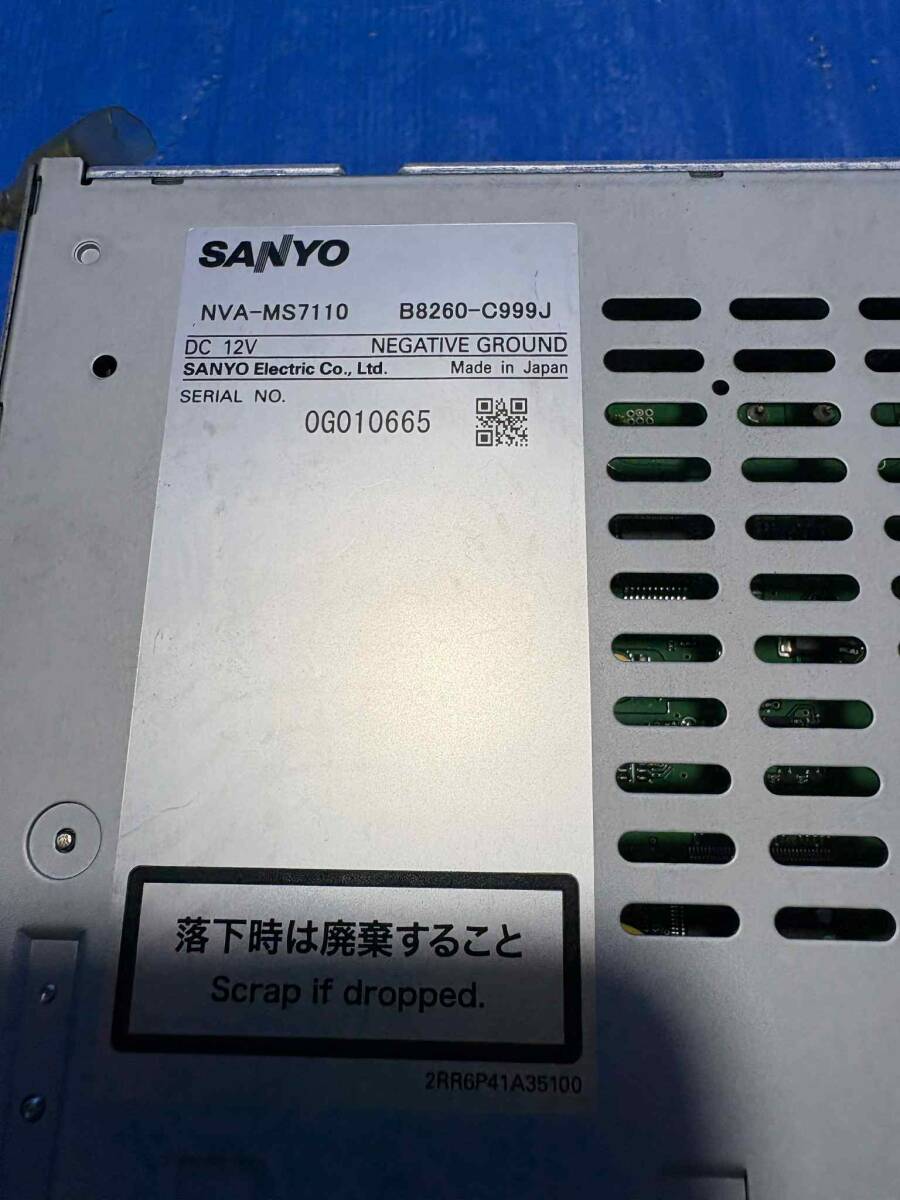 SANYO
NVA-MS7110 B8260-C999J
DC 12V NEGATIVE GROUND
SANYO Electric Co., Ltd. Made in Japan
SERIAL NO.
0G010665
落下時は廃棄すること
Scrap if dropped.
2RR6P41A35100